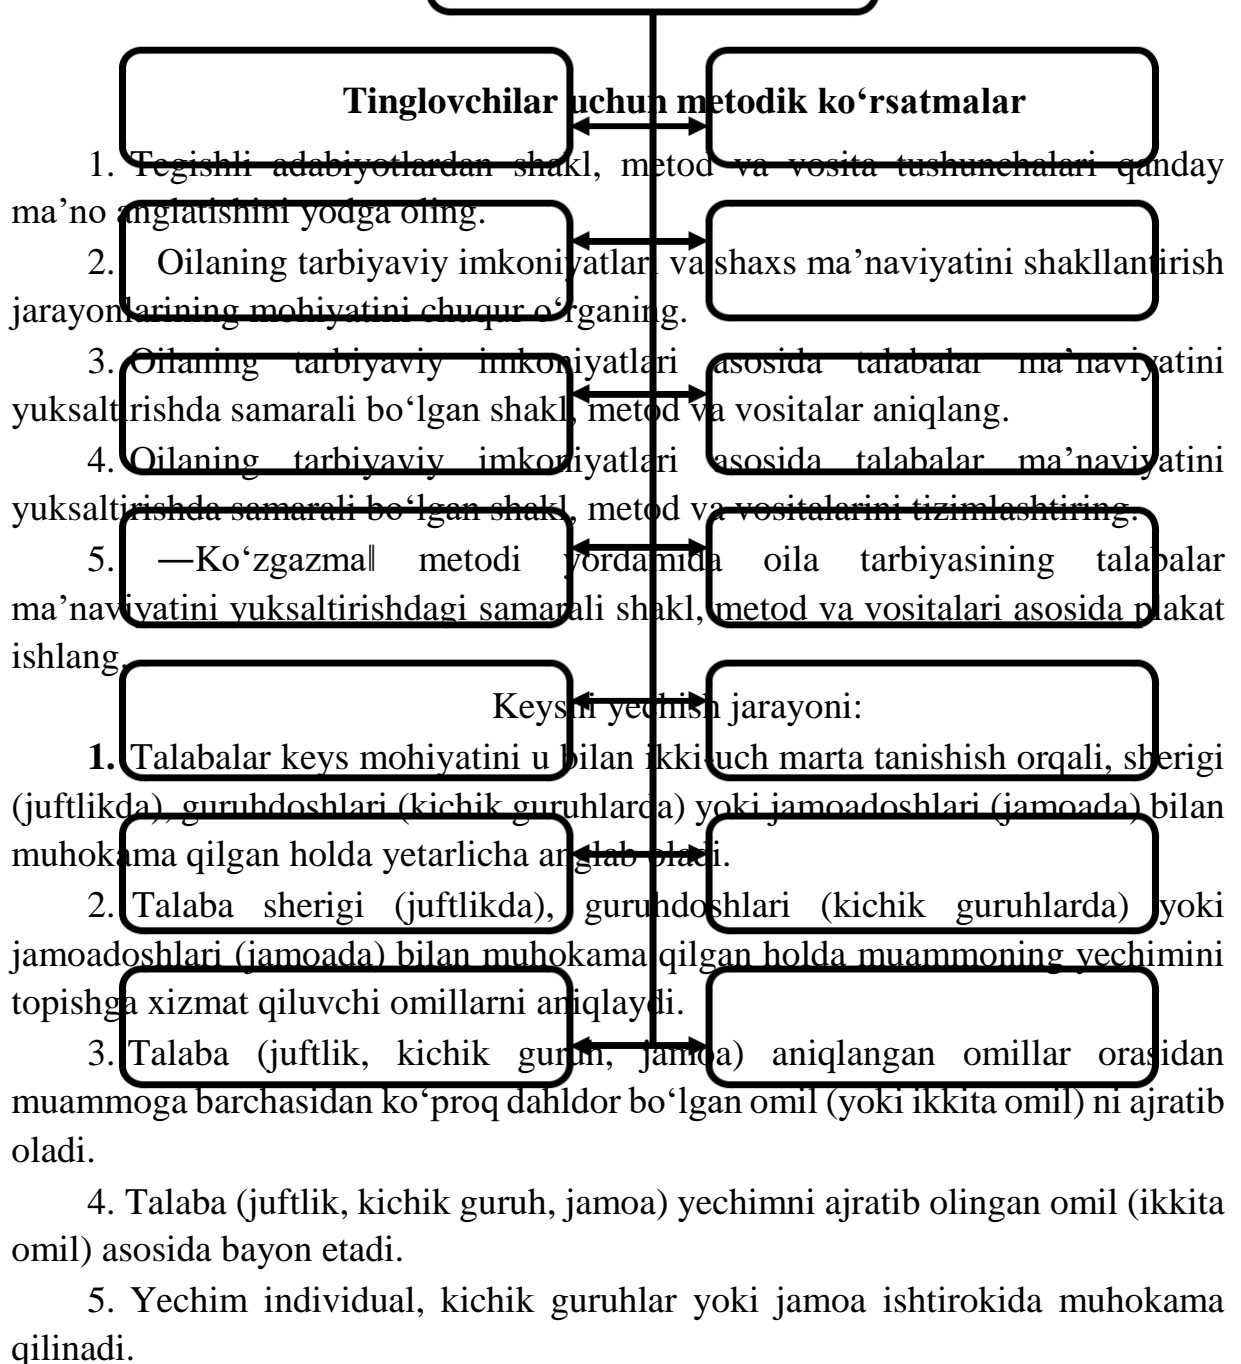 Tinglovchilar uchun metodik ko‘rsatmalar
1. Tegishli adabiyotlardan shakl, metod va vosita tushunchalari qanday
ma’no anglatishini yodga oling.
2. Oilaning tarbiyaviy imkoniyatlari va shaxs ma’naviyatini shakllantirish
jarayonlarining mohiyatini chuqur o‘rganing.
3. Oilaning tarbiyaviy imkoniyatlari asosida talabalar ma’naviyatini
yuksaltirishda samarali bo‘lgan shakl, metod va vositalar aniqlang.
4. Oilaning tarbiyaviy imkoniyatlari asosida talabalar ma’naviyatini
yuksaltirishda samarali bo‘lgan shakl, metod va vositalarini tizimlashtiring.
5. ―Ko‘zgazma‖ metodi yordamida oila tarbiyasining talabalar
ma’naviyatini yuksaltirishdagi samarali shakl, metod va vositalari asosida plakat
ishlang.
Keysni yechish jarayoni:
1. Talabalar keys mohiyatini u bilan ikki-uch marta tanishish orqali, sherigi
(juftlikda), guruhdoshlari (kichik guruhlarda) yoki jamoadoshlari (jamoada) bilan
muhokama qilgan holda yetarlicha anglab oladi.
2. Talaba sherigi (juftlikda), guruhdoshlari (kichik guruhlarda) yoki
jamoadoshlari (jamoada) bilan muhokama qilgan holda muammoning yechimini
topishga xizmat qiluvchi omillarni aniqlaydi.
3. Talaba (juftlik, kichik guruh, jamoa) aniqlangan omillar orasidan
muammoga barchasidan ko‘proq dahldor bo‘lgan omil (yoki ikkita omil) ni ajratib
oladi.
4. Talaba (juftlik, kichik guruh, jamoa) yechimni ajratib olingan omil (ikkita
omil) asosida bayon etadi.
5. Yechim individual, kichik guruhlar yoki jamoa ishtirokida muhokama
qilinadi.